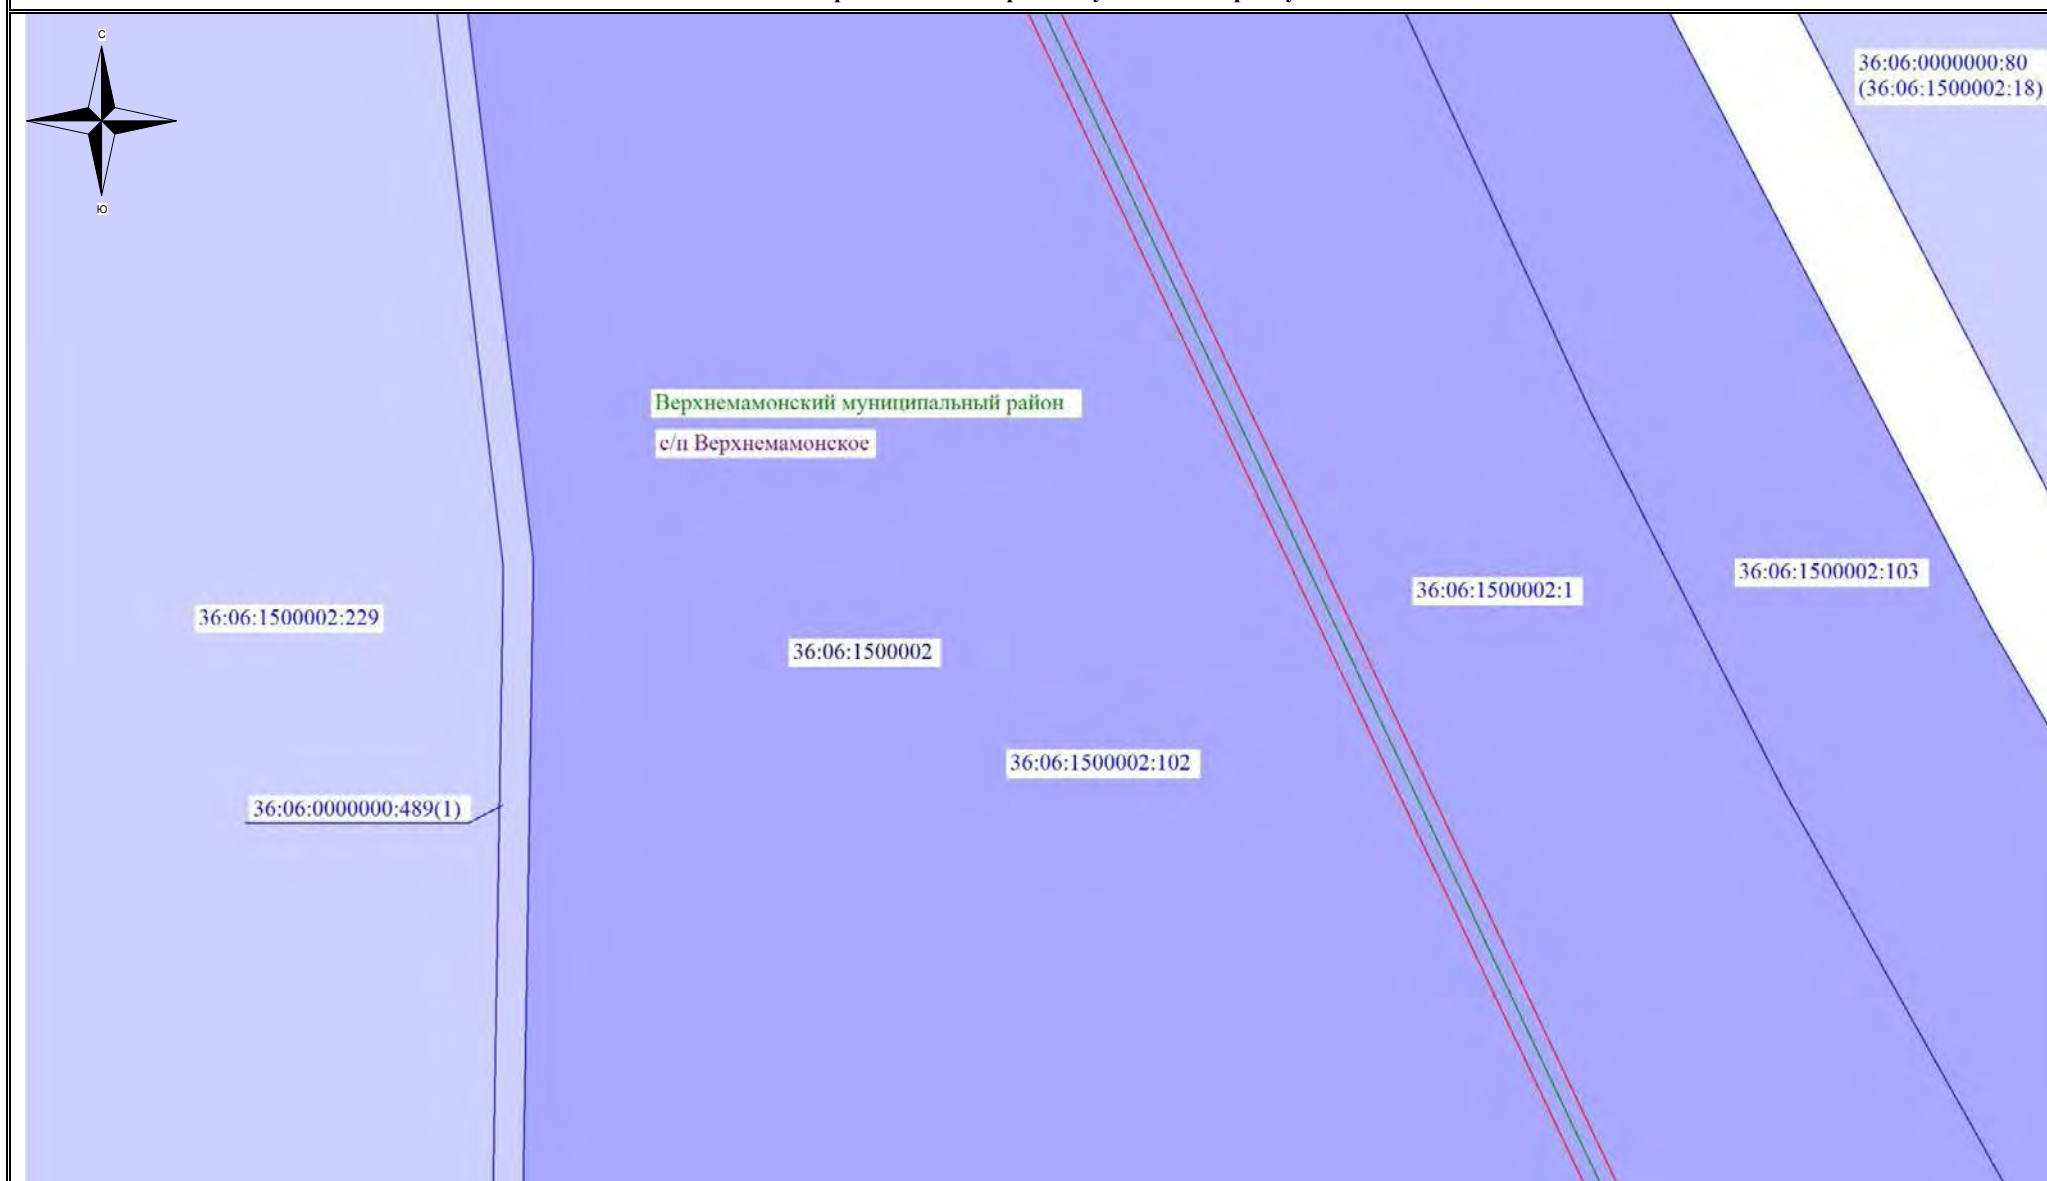 С
Ю
36:06:0000000:80
(36:06:1500002:18)
Верхнемамонский муниципальный район
с/п Верхнемамонское
36:06:1500002:103
36:06:1500002:1
36:06:1500002:229
36:06:1500002
36:06:1500002:102
36:06:0000000:489(1)